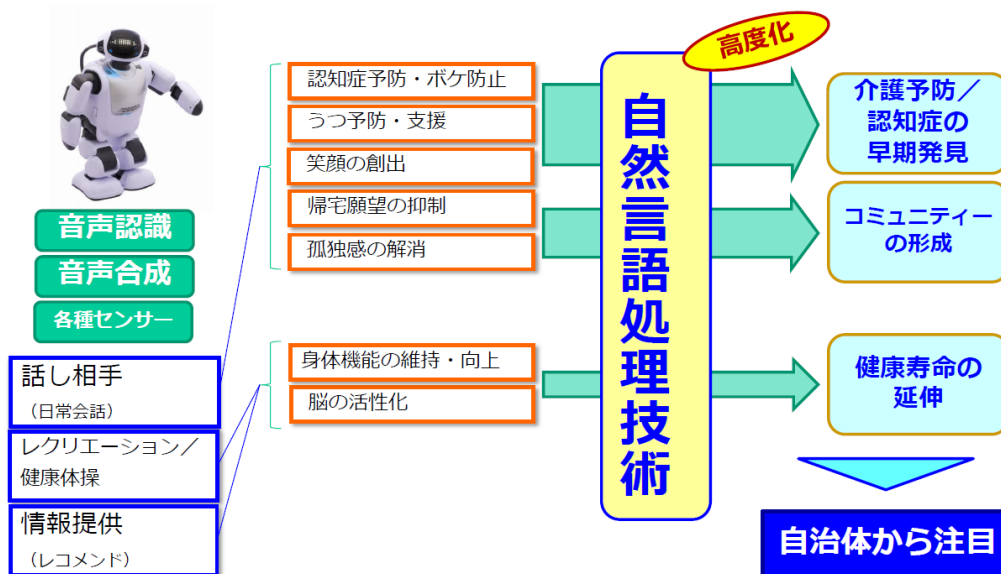 音声認識
音声合成
各種センサー
話し相手
（日常会話）
レクリエーション／
健康体操
情報提供
（レコメンド）
認知症予防・ボケ防止
うつ予防・支援
笑顔の創出
帰宅願望の抑制
孤独感の解消
身体機能の維持・向上
脳の活性化
高度化
自然言語処理技術
介護予防／
認知症の
早期発見
コミュニティー
の形成
健康寿命の
延伸
自治体から注目